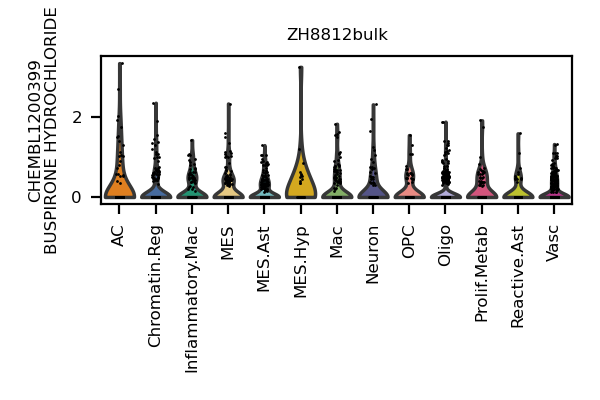 ZH8812bulk
CHEMBL1200399
BUSPIRONE HYDROCHLORIDE
2
0
AC
Chromatin.Reg
Inflammatory.Mac
MES
MES.Ast
MES.Hyp
Mac
Neuron
OPC
Oligo
Prolif.Metab
Reactive.Ast
Vasc